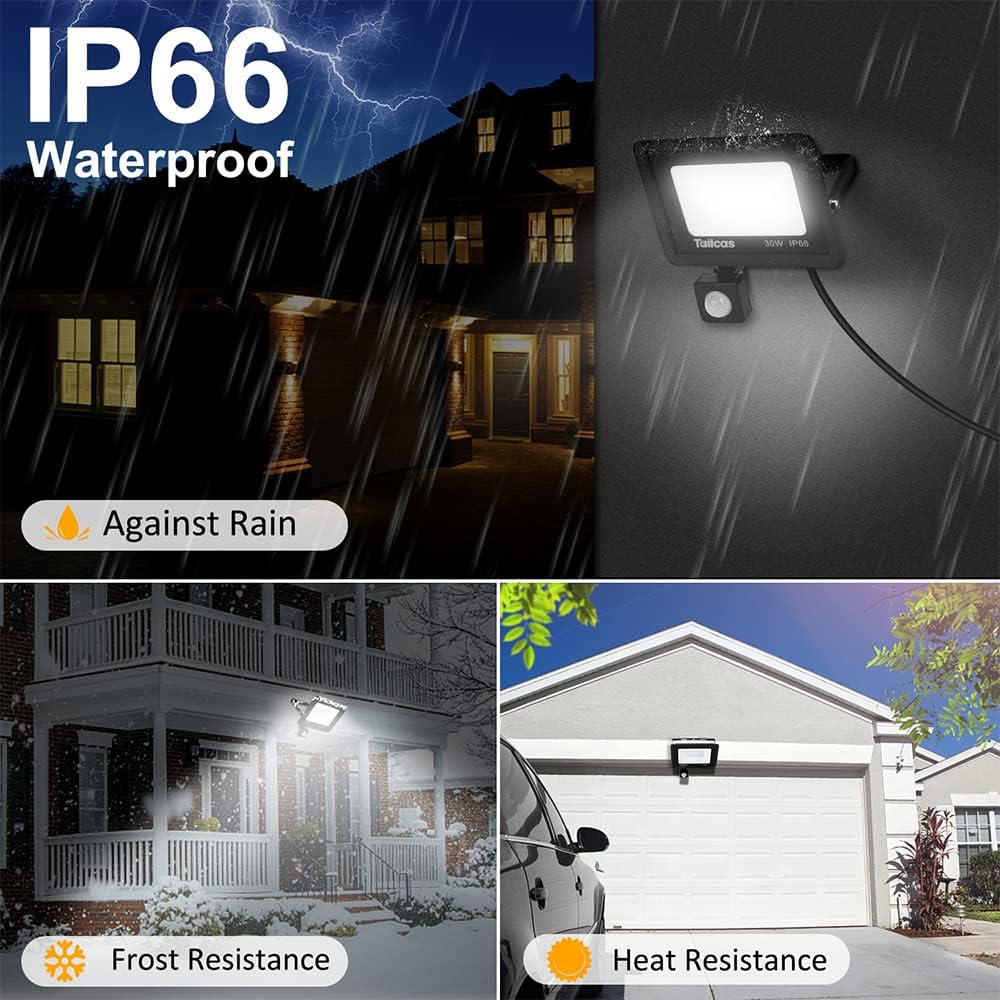 IP66
Waterproof
Tailcas 30W IP66
Against Rain
Frost Resistance
Heat Resistance